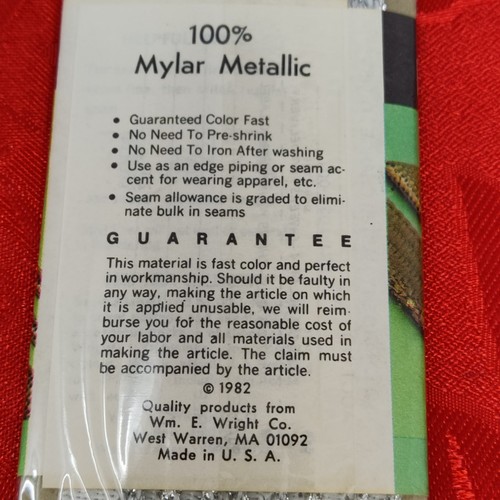 100%
Mylar Metallic
• Guaranteed Color Fast
• No Need To Pre-shrink
• No Need To Iron After washing
• Use as an edge piping or seam ac-
cent for wearing apparel, etc.
• Seam allowance is graded to elimi-
nate bulk in seams
GUARANTEE
This material is fast color and perfect
in workmanship. Should it be faulty in
any way, making the article on which
it is applied unusable, we will reim-
burse you for the reasonable cost of
your labor and all materials used in
making the article. The claim must
be accompanied by the article.
© 1982
Quality products from
Wm. E. Wright Co.
West Warren, MA 01092
Made in U. S. A.